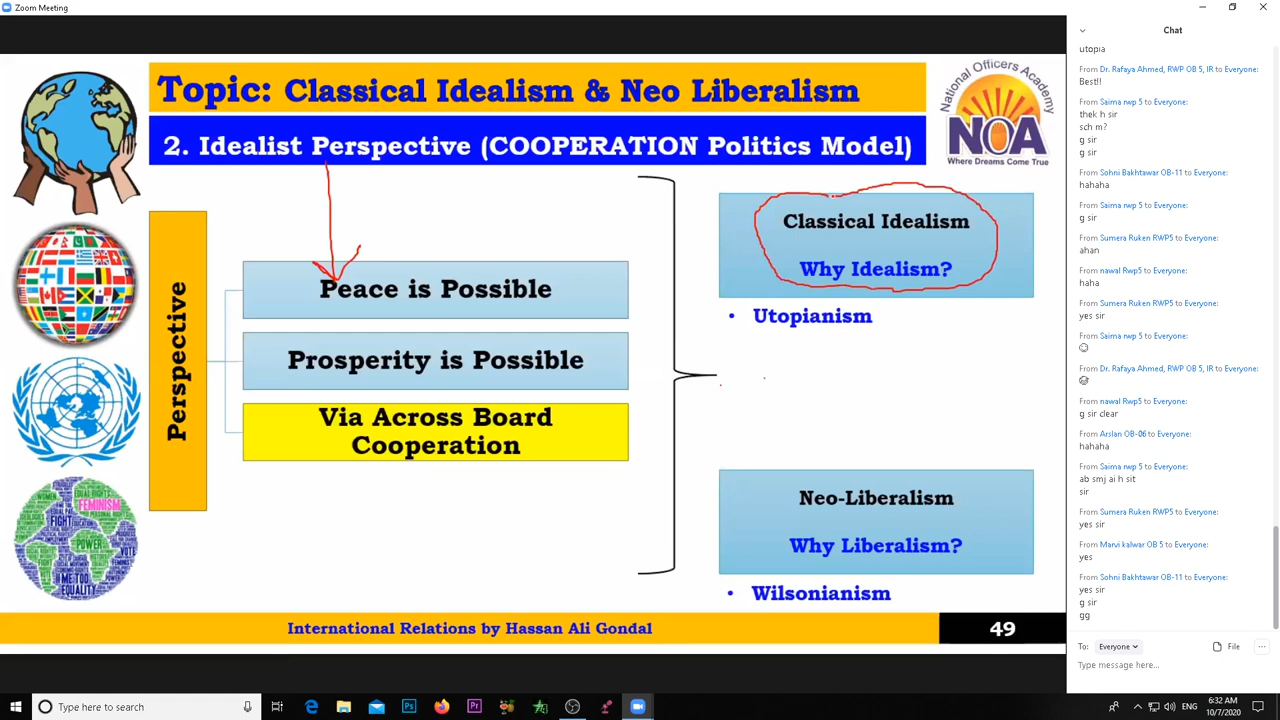 Zoom Meeting
Topic: Classical Idealism & Neo Liberalism
2. Idealist Perspective (COOPERATION Politics Model)
National Officers Academy
NOA
Where Dreams Come True
Perspective
Peace is Possible
Prosperity is Possible
Via Across Board
Cooperation
Classical Idealism
Why Idealism?
• Utopianism
Neo-Liberalism
Why Liberalism?
• Wilsonianism
FEMINISM
FIGHT
POWER
ME TOO
EQUALITY
VOTE
WOMEN
International Relations by Hassan Ali Gondal
49
Chat
utopia
From Dr. Rafaya Ahmed, RWP OB 5, IR to Everyone:
Best!!
From Saima rwp 5 to Everyone:
thek h sir
sch m?
g sir
g sir
From Sohni Bakhtawar OB-11 to Everyone:
hahaha
From Saima rwp 5 to Everyone:
g sir
From Sumera Ruken RWP5 to Everyone:
ahan
From nawal Rwp5 to Everyone:
haha
From Sumera Ruken RWP5 to Everyone:
yes sir
From Saima rwp 5 to Everyone:
From Dr. Rafaya Ahmed, RWP OB 5, IR to Everyone:
From nawal Rwp5 to Everyone:
g sir clear
From Arslan OB-06 to Everyone:
hahaha
From Saima rwp 5 to Everyone:
ab smj ai h sit
sir
From Sumera Ruken RWP5 to Everyone:
yes sir
From Marvi kalwar OB 5 to Everyone:
yes
From Sohni Bakhtawar OB-11 to Everyone:
yes sir
g sir
gg
To: Everyone File ...
Type message here...
Type here to search
ENG
6:32 AM
10/7/2020